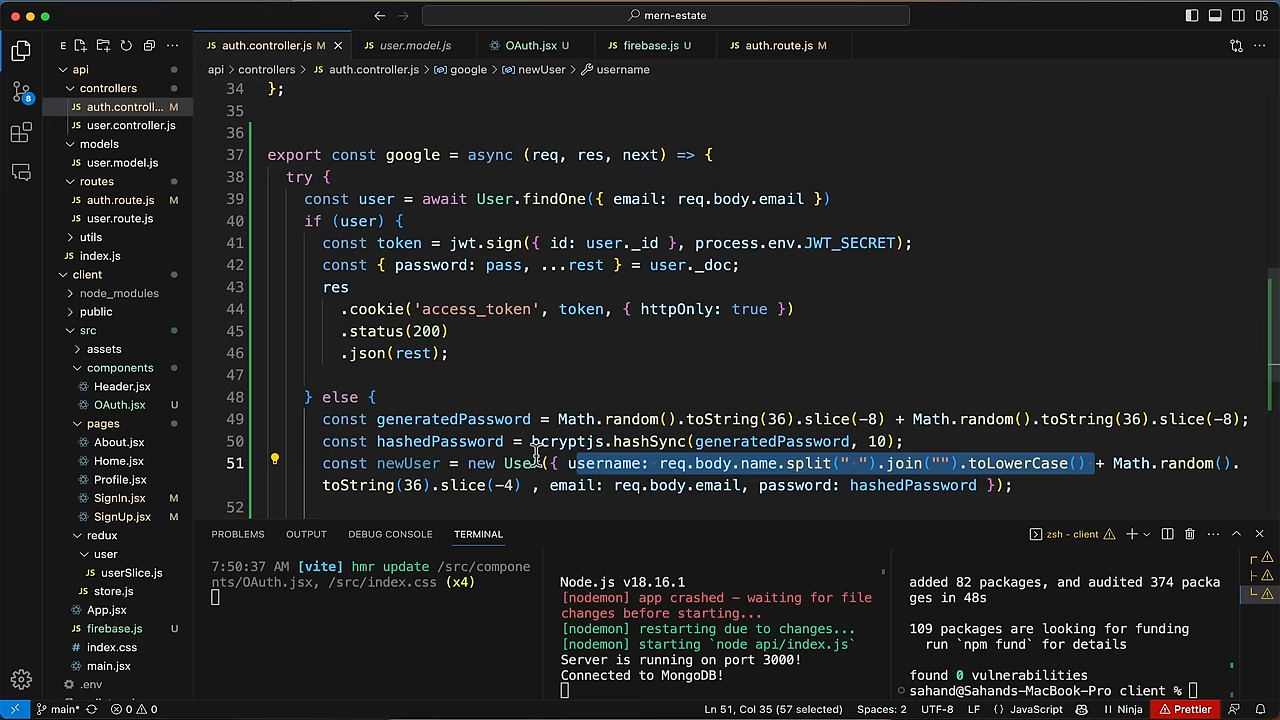 mern-estate
E
auth.controller.js M
user.model.js
OAuth.jsx U
firebase.js U
auth.route.js M
api > controllers > JS auth.controller.js > google > newUser > username
api
controllers
JS auth.controll... M
JS user.controller.js
models
JS user.model.js
routes
JS auth.route.js M
JS user.route.js
utils
JS index.js
client
node_modules
public
src
assets
components
Header.jsx
OAuth.jsx U
pages
About.jsx
Home.jsx
Profile.jsx
SignIn.jsx M
SignUp.jsx M
redux
user
JS userSlice.js
JS store.js
App.jsx
JS firebase.js U
index.css
main.jsx
.env
8
34 };
35
36
37 export const google = async (req, res, next) => {
38 try {
39 const user = await User.findOne({ email: req.body.email })
40 if (user) {
41 const token = jwt.sign({ id: user._id }, process.env.JWT_SECRET);
42 const { password: pass, ...rest } = user._doc;
43 res
44 .cookie('access_token', token, { httpOnly: true })
45 .status(200)
46 .json(rest);
47
48 } else {
49 const generatedPassword = Math.random().toString(36).slice(-8) + Math.random().toString(36).slice(-8);
50 const hashedPassword = bcryptjs.hashSync(generatedPassword, 10);
51 const newUser = new User({ username: req.body.name.split(" ").join("").toLowerCase() + Math.random().
toString(36).slice(-4) , email: req.body.email, password: hashedPassword });
52
PROBLEMS OUTPUT DEBUG CONSOLE TERMINAL
zsh - client
7:50:37 AM [vite] hmr update /src/compone
nts/OAuth.jsx, /src/index.css (x4)
Node.js v18.16.1
[nodemon] app crashed - waiting for file
changes before starting...
[nodemon] restarting due to changes...
[nodemon] starting `node api/index.js`
Server is running on port 3000!
Connected to MongoDB!
added 82 packages, and audited 374 packa
ges in 48s
109 packages are looking for funding
run `npm fund` for details
found 0 vulnerabilities
sahand@Sahands-MacBook-Pro client %
main* 0 0 Ln 51, Col 35 (57 selected) Spaces: 2 UTF-8 LF {} JavaScript Ninja Prettier